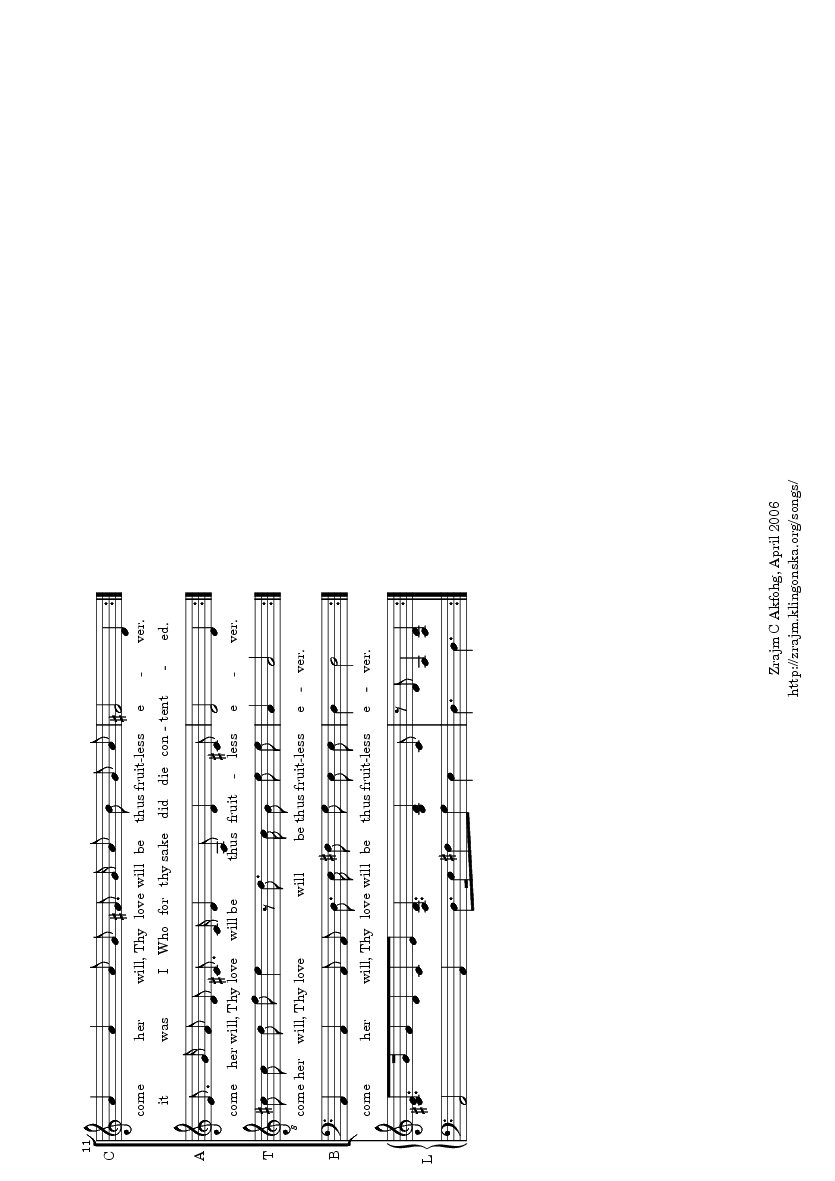 11
C
come her will, Thy love will be thus fruit-less e - ver.
it was I Who for thy sake did die con - tent - ed.
A
come her will, Thy love will be thus fruit - less e - ver.
T
8
come her will, Thy love will be thus fruit-less e - ver.
B
come her will, Thy love will be thus fruit-less e - ver.
L
Zrajm C Akfohg, April 2006
http://zrajm.klingonska.org/songs/